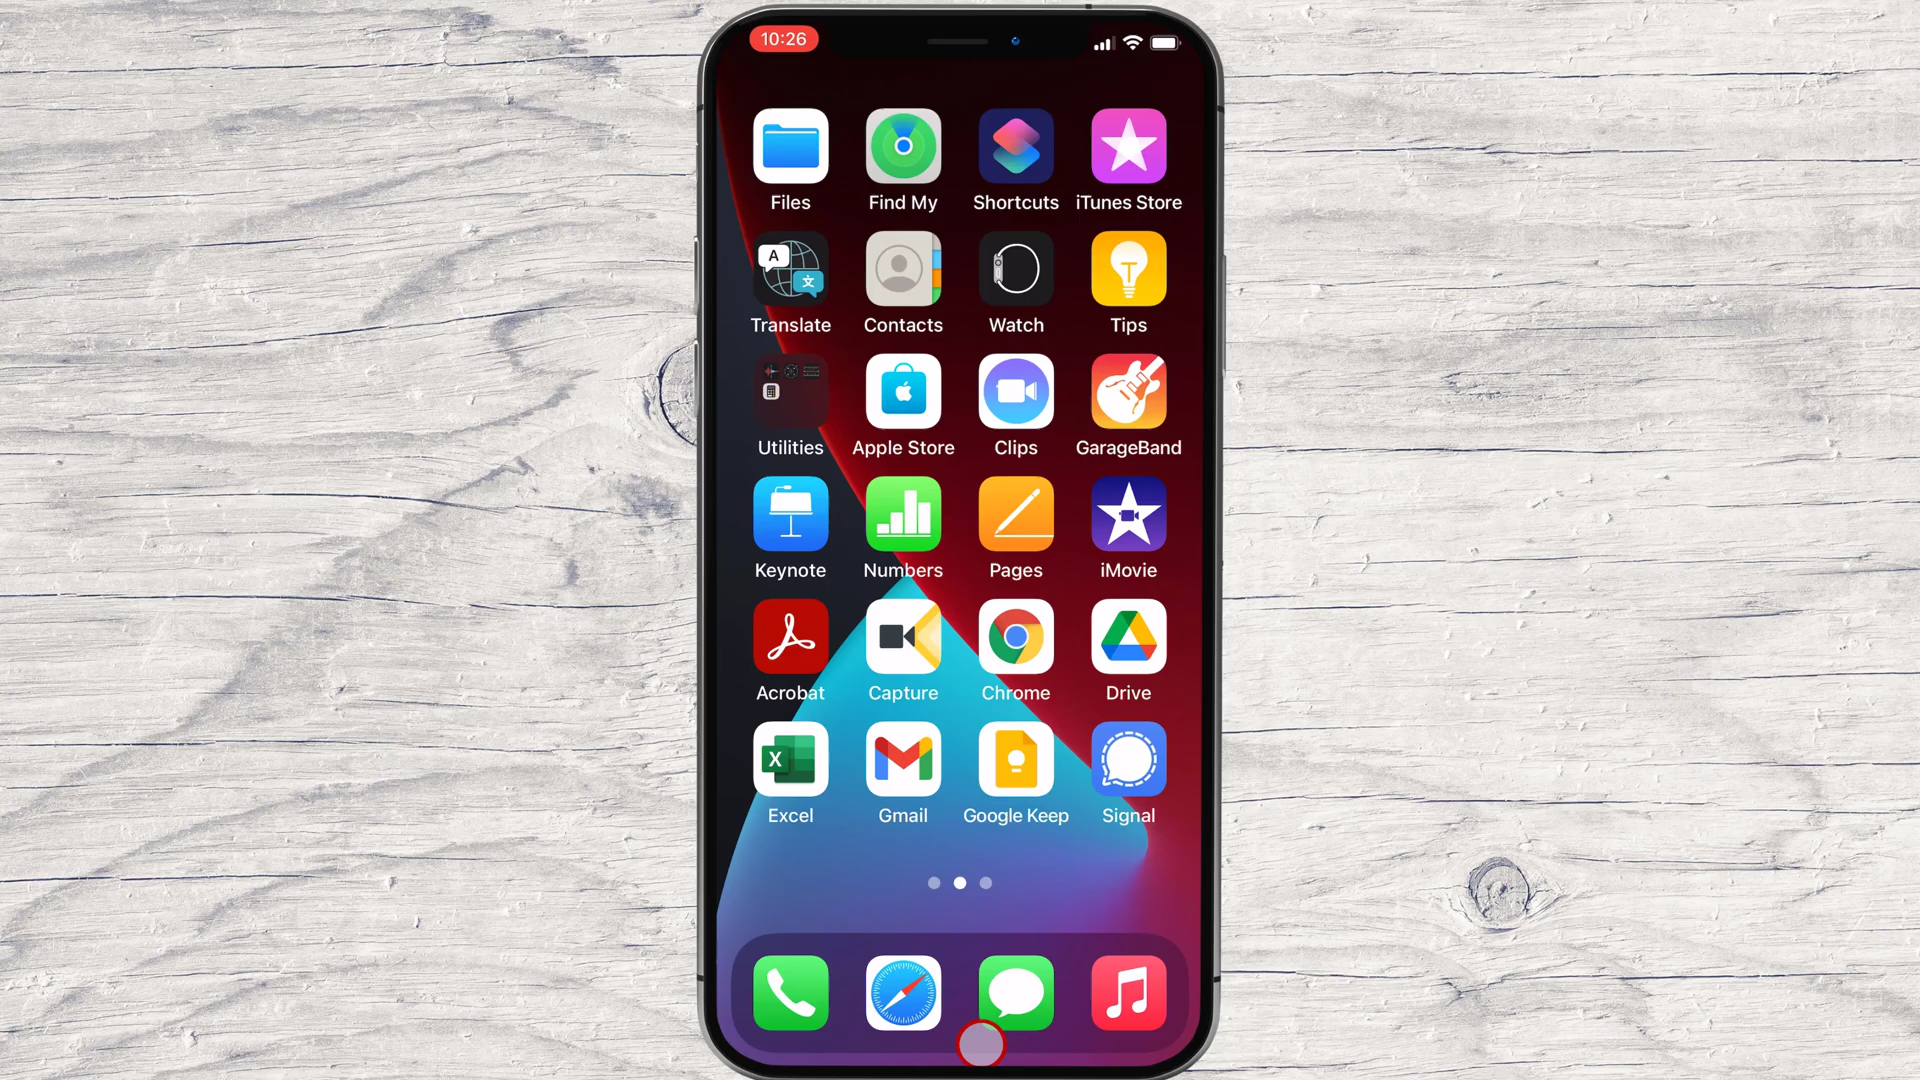 10:26
Files Find My Shortcuts iTunes Store
A 文
Translate Contacts Watch Tips
Utilities Apple Store Clips GarageBand
Keynote Numbers Pages iMovie
Acrobat Capture Chrome Drive
X
Excel Gmail Google Keep Signal